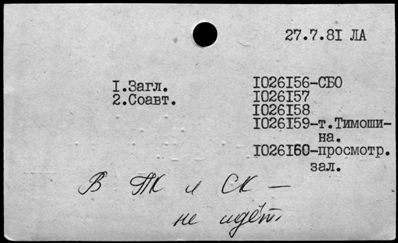 27.7.81 ЛА
1.Загл.
2.Соавт.
1026156-СБО
1026157
1026158
1026159-т.Тимоши-
на.
1026160-просмотр.
зал.
В ТК и СК —
не идёт